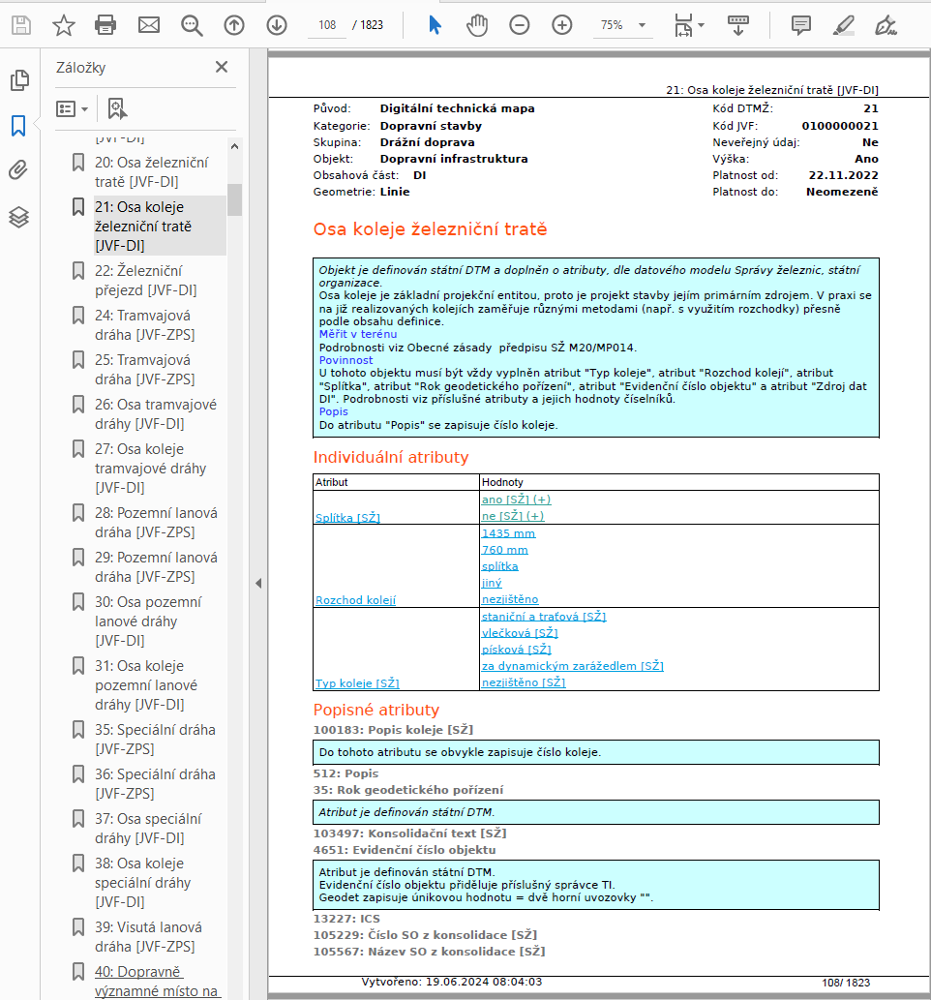 108 / 1823
75%
Záložky
[JVF-DI]
20: Osa železniční
tratě [JVF-DI]
21: Osa koleje
železniční tratě
[JVF-DI]
22: Železniční
přejezd [JVF-DI]
24: Tramvajová
dráha [JVF-ZPS]
25: Tramvajová
dráha [JVF-ZPS]
26: Osa tramvajové
dráhy [JVF-DI]
27: Osa koleje
tramvajové dráhy
[JVF-DI]
28: Pozemní lanová
dráha [JVF-ZPS]
29: Pozemní lanová
dráha [JVF-ZPS]
30: Osa pozemní
lanové dráhy
[JVF-DI]
31: Osa koleje
pozemní lanové
dráhy [JVF-DI]
35: Speciální dráha
[JVF-ZPS]
36: Speciální dráha
[JVF-ZPS]
37: Osa speciální
dráhy [JVF-DI]
38: Osa koleje
speciální dráhy
[JVF-DI]
39: Visutá lanová
dráha [JVF-ZPS]
40: Dopravně
významné místo na
21: Osa koleje železniční tratě [JVF-DI]
Původ: Digitální technická mapa Kód DTMŽ: 21
Kategorie: Dopravní stavby Kód JVF: 0100000021
Skupina: Drážní doprava Neveřejný údaj: Ne
Objekt: Dopravní infrastruktura Výška: Ano
Obsahová část: DI Platnost od: 22.11.2022
Geometrie: Linie Platnost do: Neomezeně
Osa koleje železniční tratě
Objekt je definován státní DTM a doplněn o atributy, dle datového modelu Správy železnic, státní
organizace.
Osa koleje je základní projekční entitou, proto je projekt stavby jejím primárním zdrojem. V praxi se
na již realizovaných kolejích zaměřuje různými metodami (např. s využitím rozchodky) přesně
podle obsahu definice.
Měřit v terénu
Podrobnosti viz Obecné zásady předpisu SŽ M20/MP014.
Povinnost
U tohoto objektu musí být vždy vyplněn atribut "Typ koleje", atribut "Rozchod kolejí", atribut
"Splítka", atribut "Rok geodetického pořízení", atribut "Evidenční číslo objektu" a atribut "Zdroj dat
DI". Podrobnosti viz příslušné atributy a jejich hodnoty číselníků.
Popis
Do atributu "Popis" se zapisuje číslo koleje.
Individuální atributy
Atribut Hodnoty
ano [SŽ] (+)
Splítka [SŽ] ne [SŽ] (+)
1435 mm
760 mm
splítka
jiný
Rozchod kolejí nezjištěno
staniční a traťová [SŽ]
vlečková [SŽ]
písková [SŽ]
za dynamickým zarážedlem [SŽ]
Typ koleje [SŽ] nezjištěno [SŽ]
Popisné atributy
100183: Popis koleje [SŽ]
Do tohoto atributu se obvykle zapisuje číslo koleje.
512: Popis
35: Rok geodetického pořízení
Atribut je definován státní DTM.
103497: Konsolidační text [SŽ]
4651: Evidenční číslo objektu
Atribut je definován státní DTM.
Evidenční číslo objektu přiděluje příslušný správce TI.
Geodet zapisuje únikovou hodnotu = dvě horní uvozovky "".
13227: ICS
105229: Číslo SO z konsolidace [SŽ]
105567: Název SO z konsolidace [SŽ]
Vytvořeno: 19.06.2024 08:04:03 108/ 1823